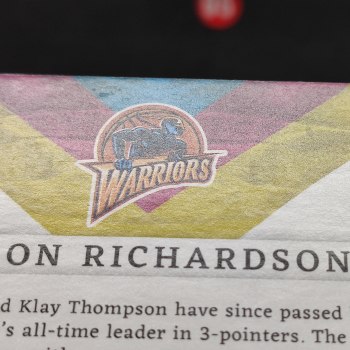 WARRIORS
ON RICHARDSON
d Klay Thompson have since passed
's all-time leader in 3-pointers. The